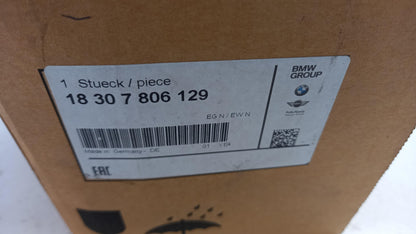 1 Stueck / piece
18 30 7 806 129
EG N / EW N
Made in Germany - DE
BMW
GROUP
EAC